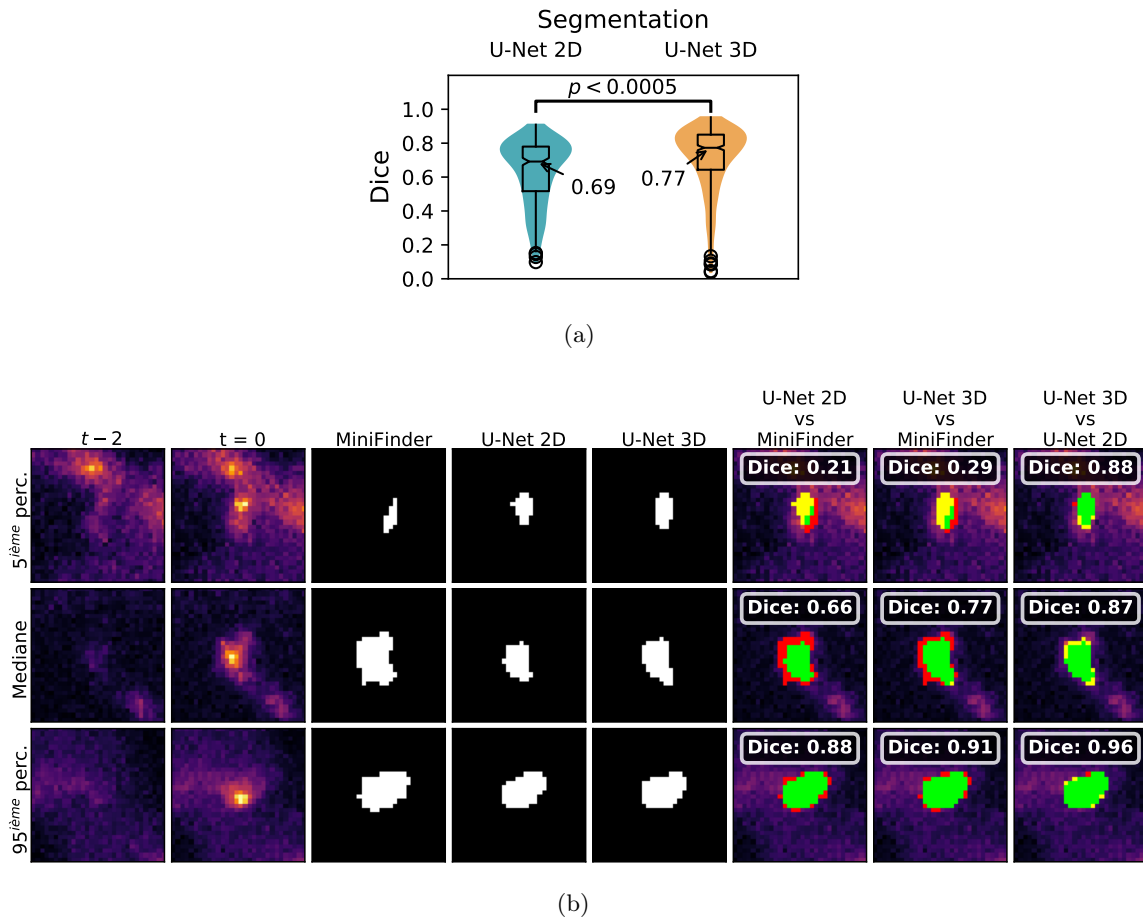 Segmentation
U-Net 2D U-Net 3D
p < 0.0005
Dice
1.0
0.8
0.6
0.4
0.2
0.0
0.69
0.77
(a)
t − 2
t = 0
MiniFinder
U-Net 2D
U-Net 3D
U-Net 2D
vs
MiniFinder
U-Net 3D
vs
MiniFinder
U-Net 3D
vs
U-Net 2D
5ième perc.
Dice: 0.21
Dice: 0.29
Dice: 0.88
Mediane
Dice: 0.66
Dice: 0.77
Dice: 0.87
95ième perc.
Dice: 0.88
Dice: 0.91
Dice: 0.96
(b)